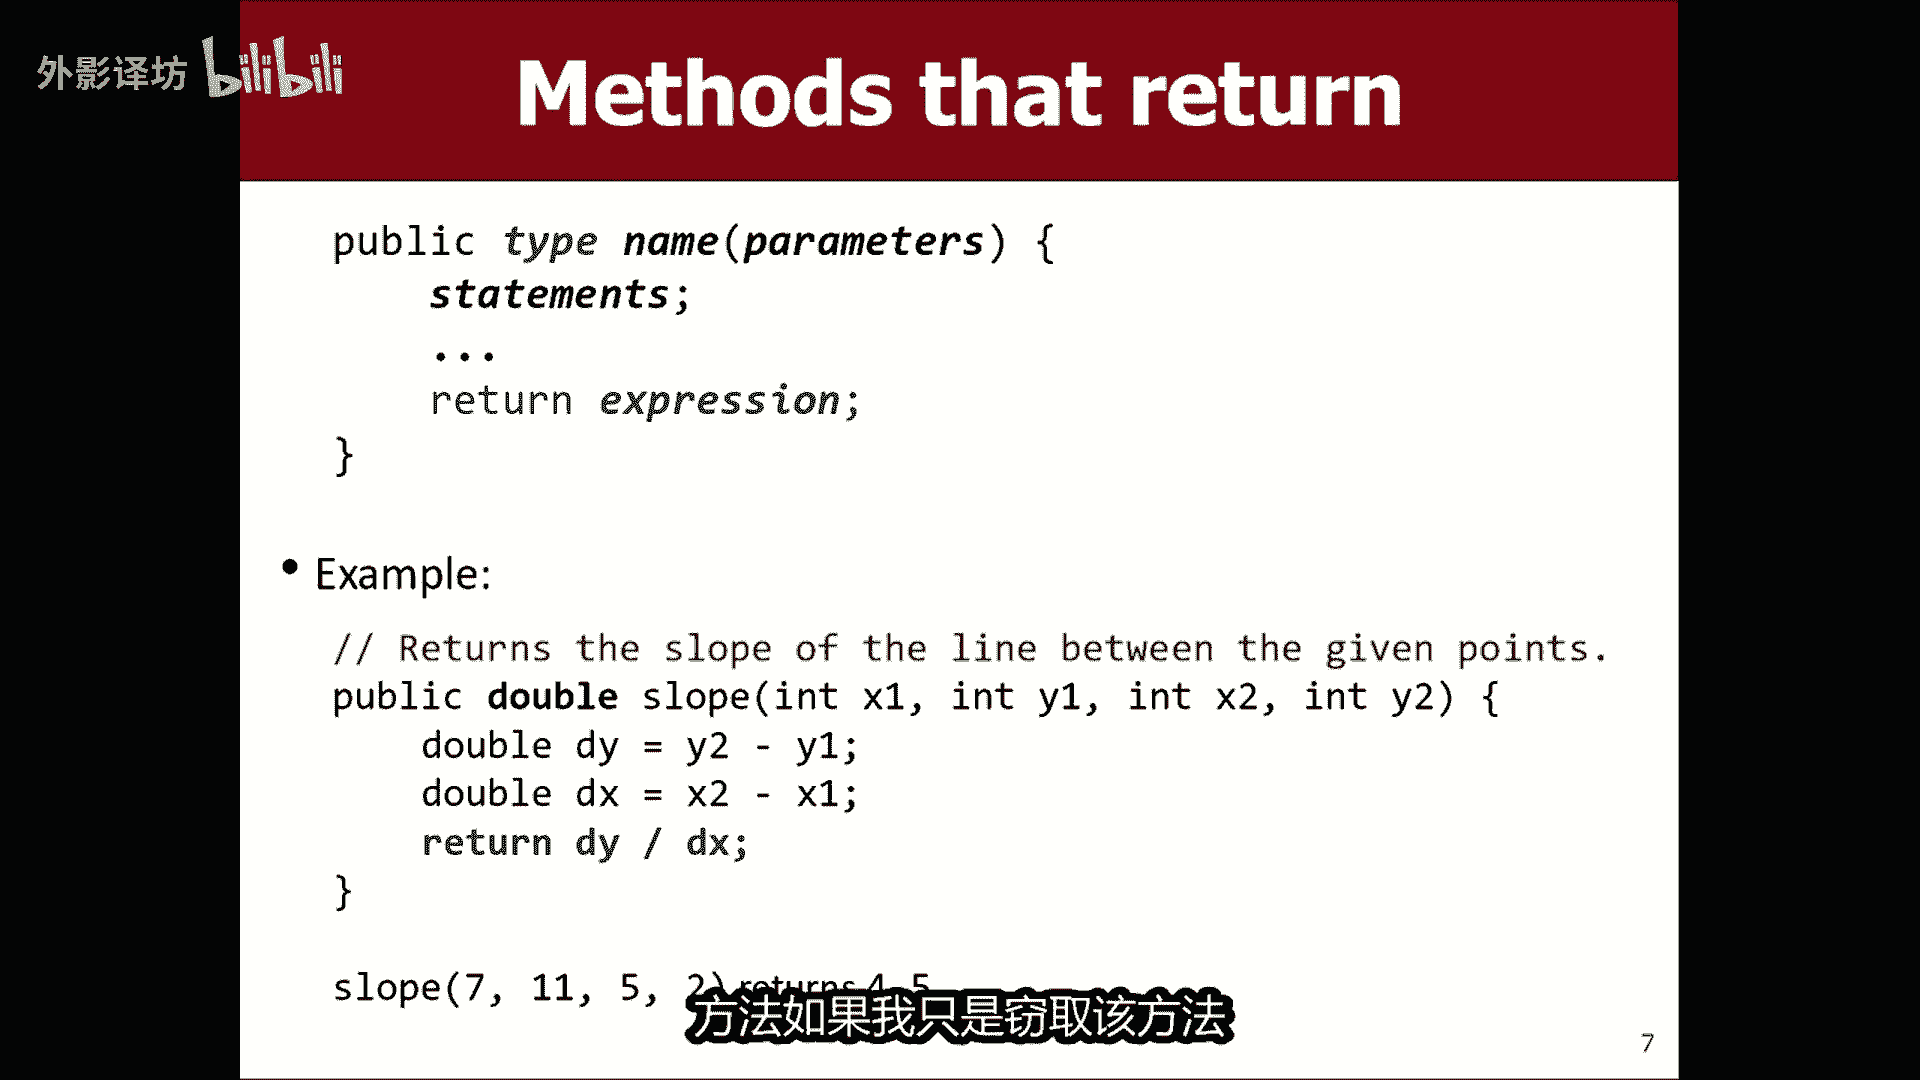 外影译坊 bilibili
Methods that return
public type name(parameters) {
statements;
...
return expression;
}
• Example:
// Returns the slope of the line between the given points.
public double slope(int x1, int y1, int x2, int y2) {
double dy = y2 - y1;
double dx = x2 - x1;
return dy / dx;
}
slope(7, 11, 5, 2) returns 4.5
方法如果我只是窃取该方法
7